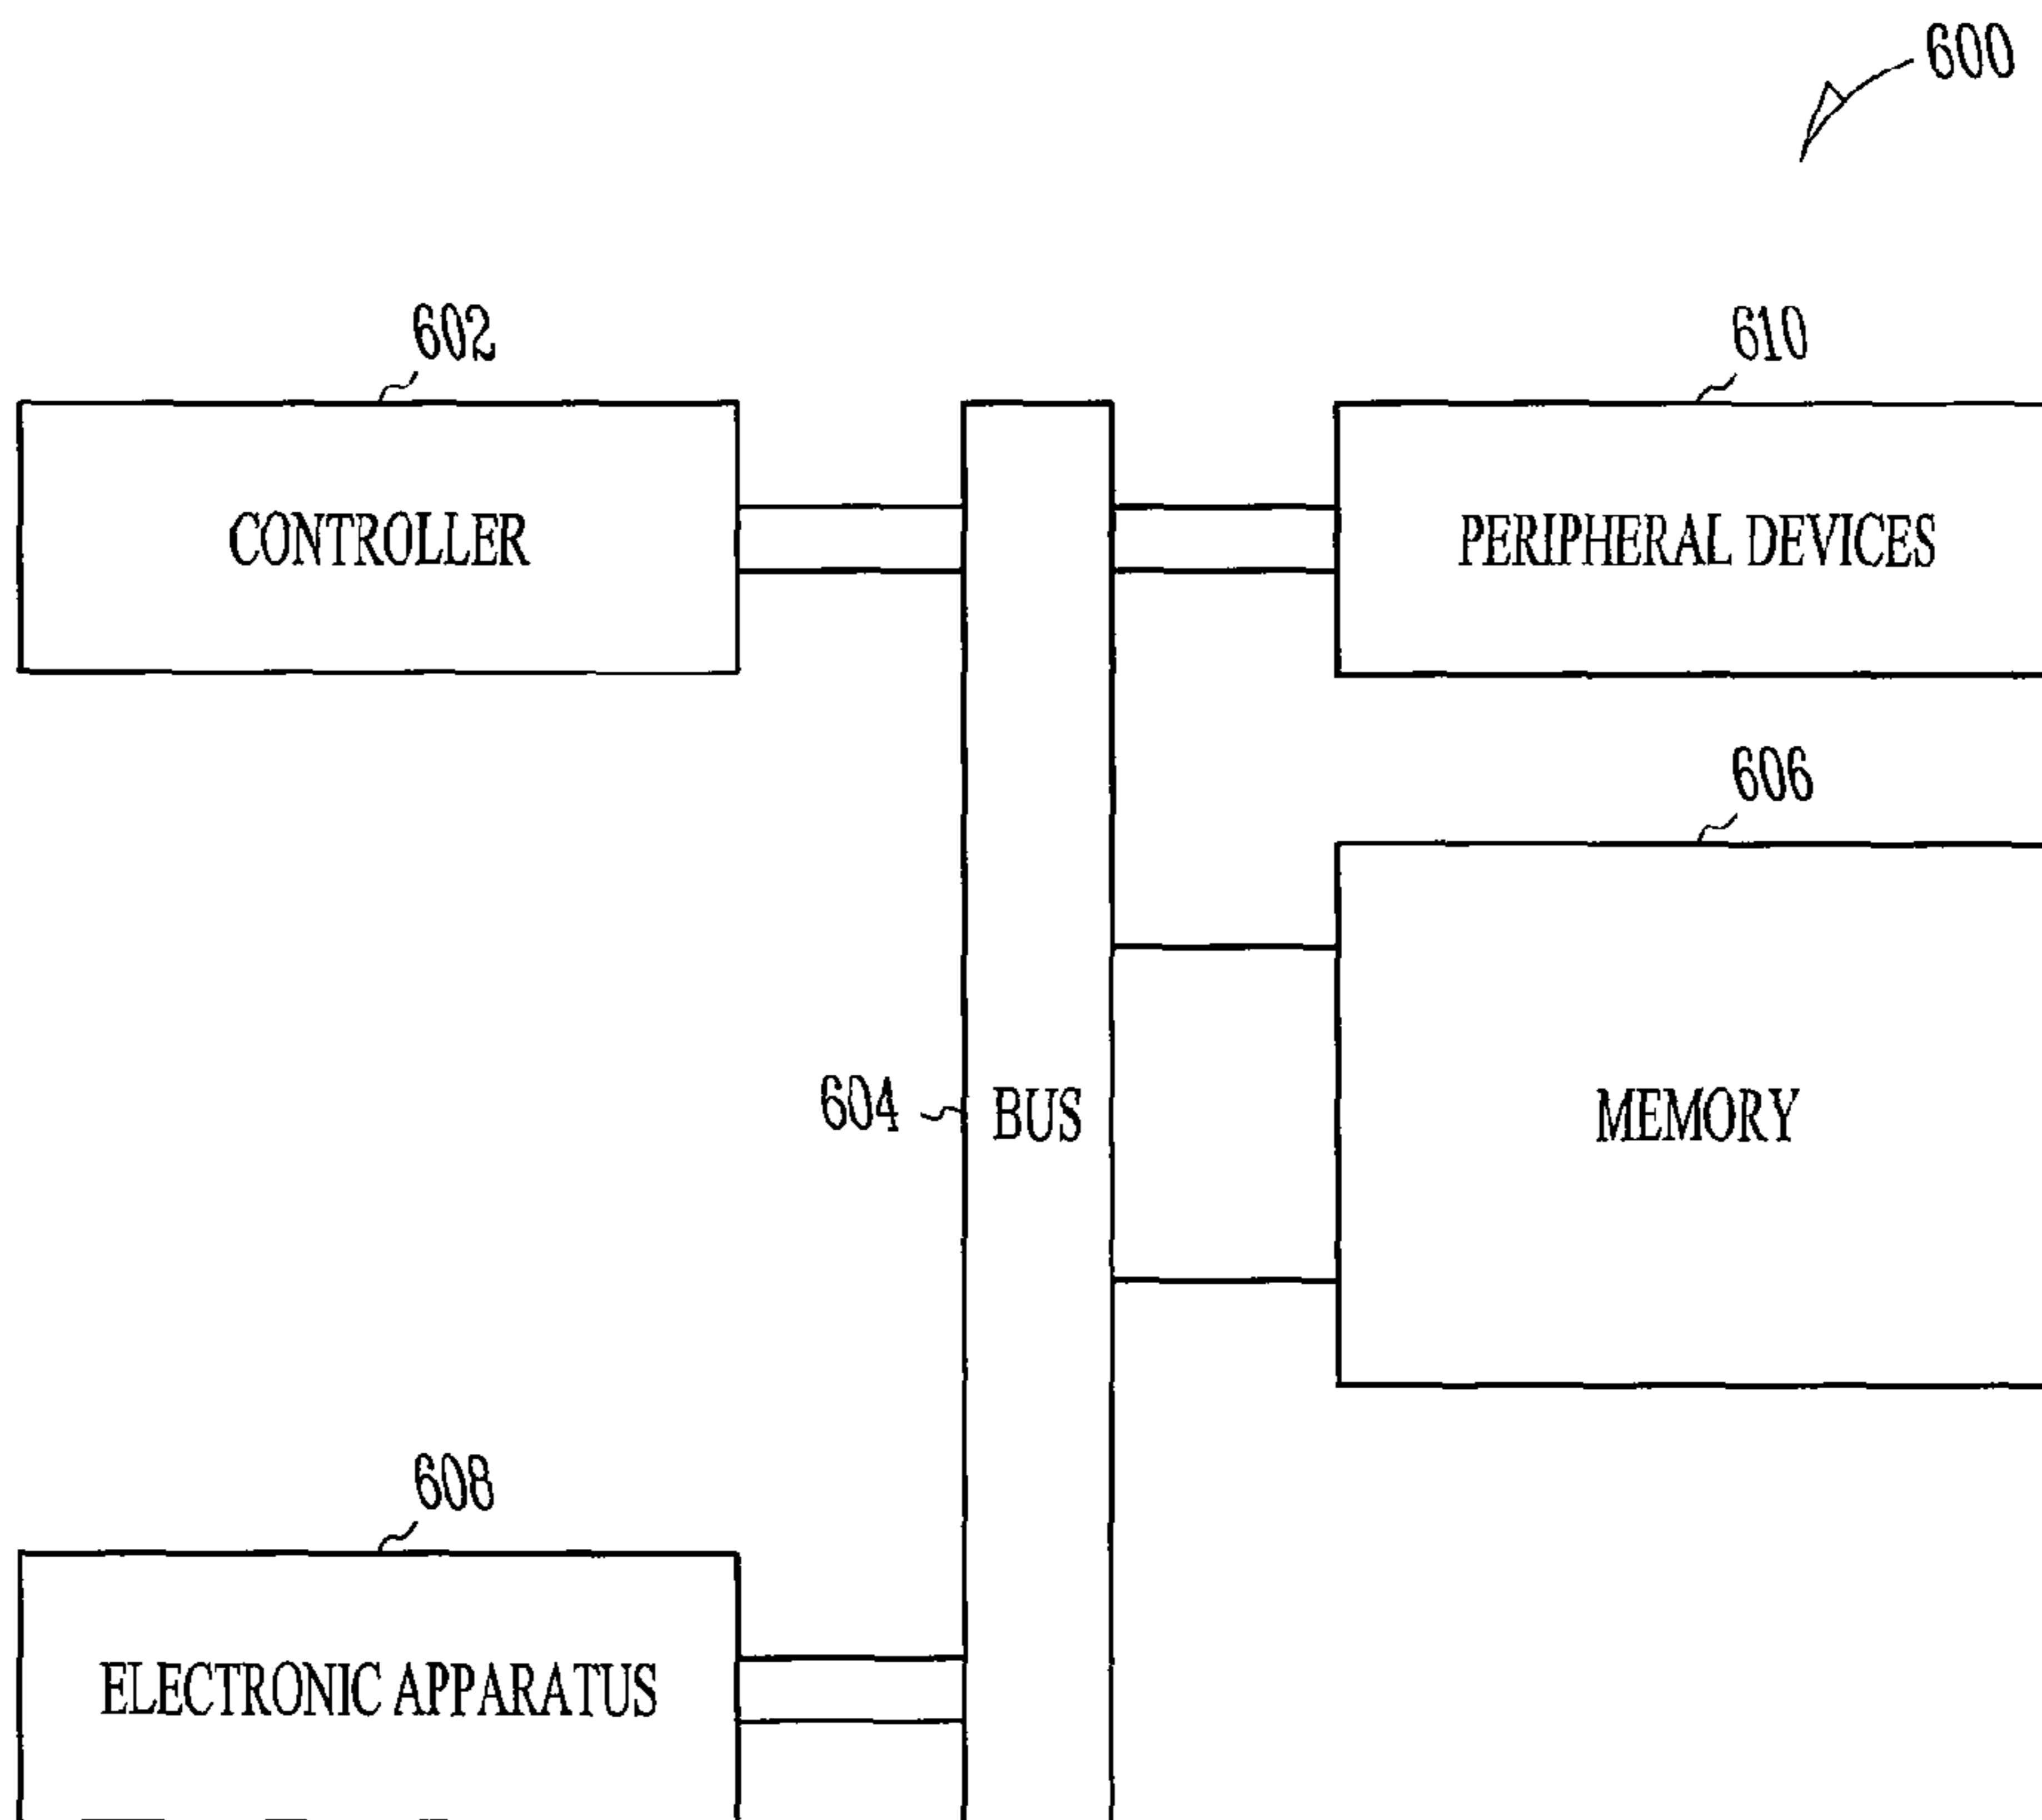 600
602
610
CONTROLLER
PERIPHERAL DEVICES
606
604
BUS
MEMORY
608
ELECTRONIC APPARATUS